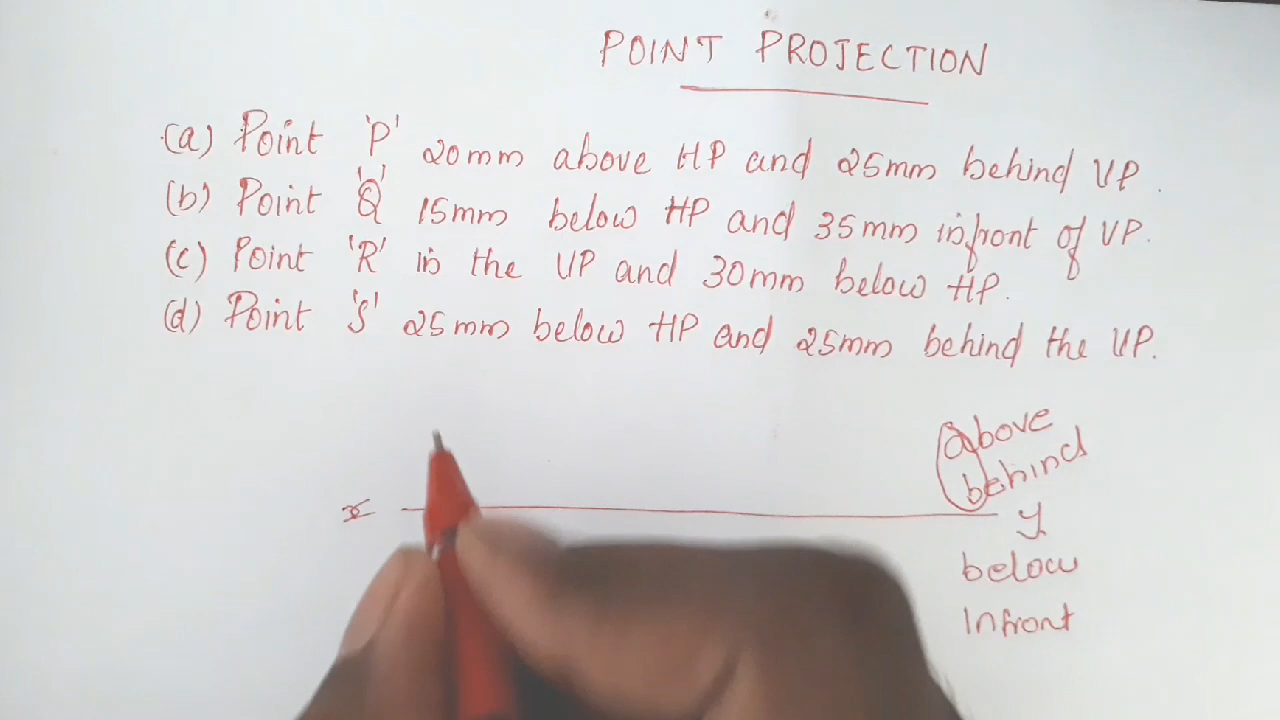 POINT PROJECTION
(a) Point 'P' 20mm above HP and 25mm behind VP.
(b) Point 'Q' 15mm below HP and 35mm infront of VP.
(c) Point 'R' in the VP and 30mm below HP.
(d) Point 'S' 25mm below HP and 25mm behind the VP.
above
behind
x y
below
Infront